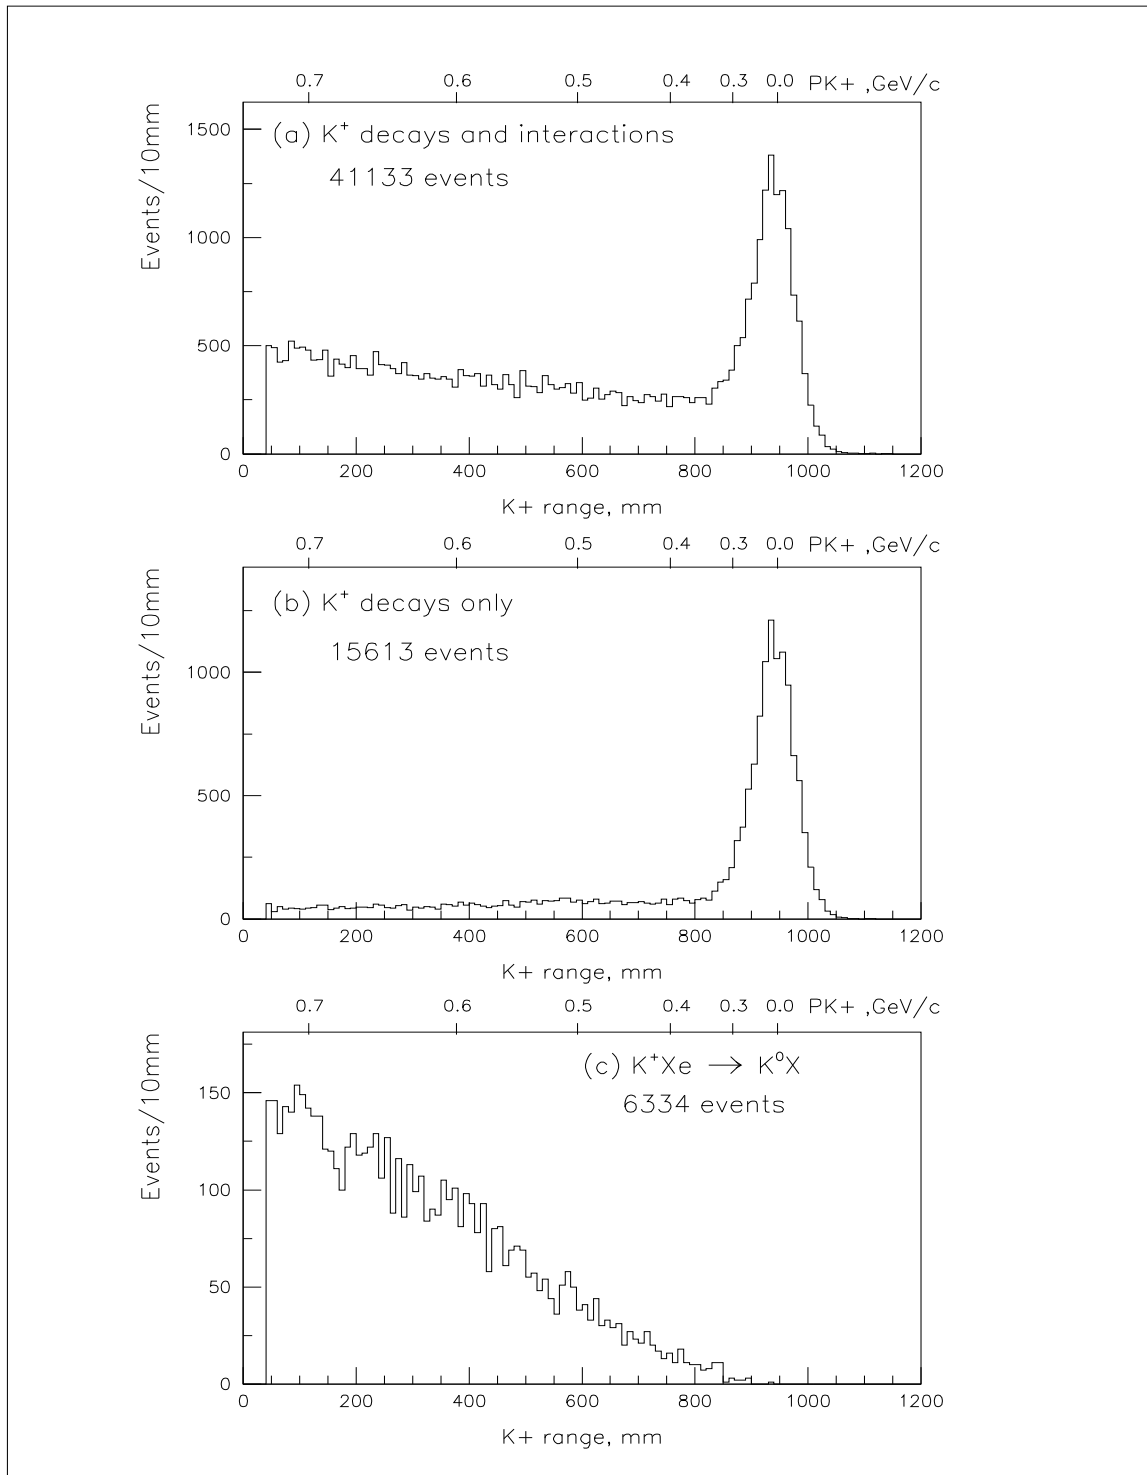 0.7 0.6 0.5 0.4 0.3 0.0 PK+ ,GeV/c
Events/10mm
1500
1000
500
0
(a) K⁺ decays and interactions
41133 events
0 200 400 600 800 1000 1200
K+ range, mm
0.7 0.6 0.5 0.4 0.3 0.0 PK+ ,GeV/c
Events/10mm
1000
500
0
(b) K⁺ decays only
15613 events
0 200 400 600 800 1000 1200
K+ range, mm
0.7 0.6 0.5 0.4 0.3 0.0 PK+ ,GeV/c
Events/10mm
150
100
50
0
(c) K⁺Xe → K⁰X
6334 events
0 200 400 600 800 1000 1200
K+ range, mm